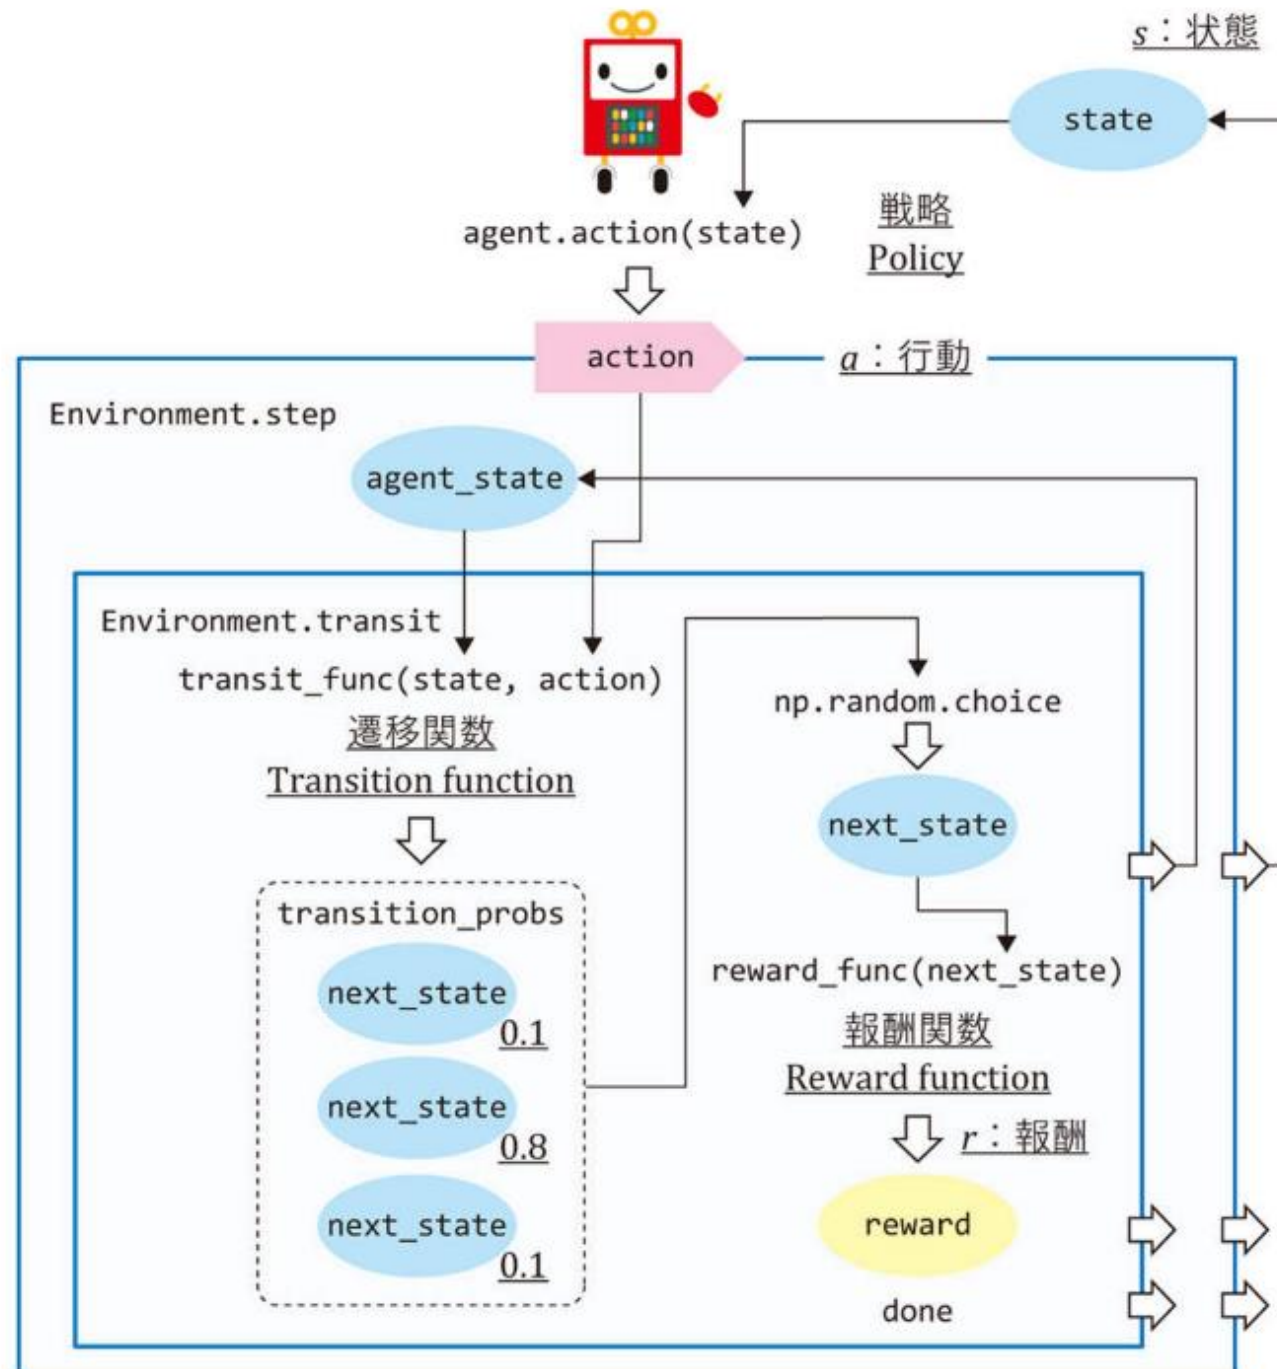 s：状態
state
agent.action(state)
戦略
Policy
action
a：行動
Environment.step
agent_state
Environment.transit
transit_func(state, action)
遷移関数
Transition function
transition_probs
next_state
0.1
next_state
0.8
next_state
0.1
np.random.choice
next_state
reward_func(next_state)
報酬関数
Reward function
r：報酬
reward
done